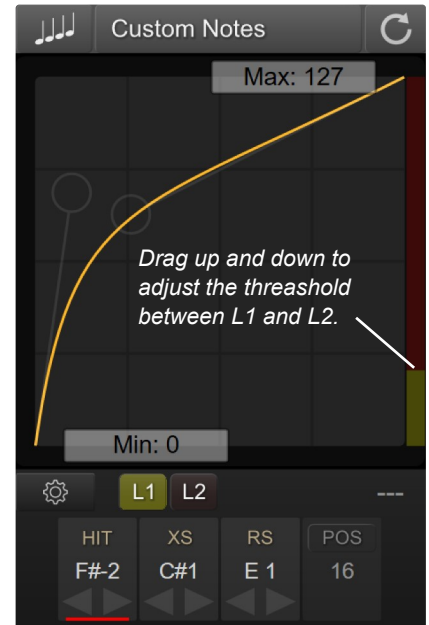 Custom Notes
Max: 127
Drag up and down to
adjust the threashold
between L1 and L2.
Min: 0
L1 L2 ---
HIT XS RS POS
F#-2 C#1 E 1 16